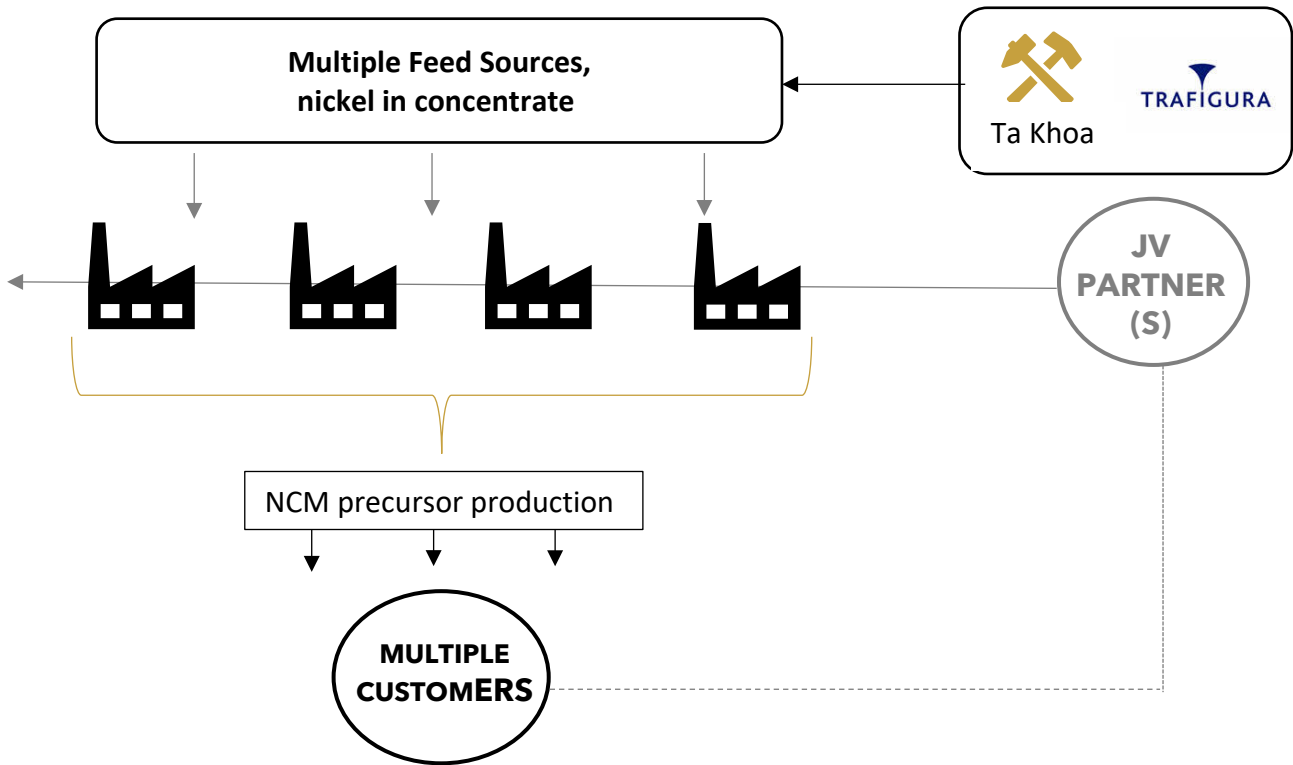 Multiple Feed Sources,
nickel in concentrate
Ta Khoa
TRAFIGURA
JV
PARTNER
(S)
NCM precursor production
MULTIPLE
CUSTOMERS